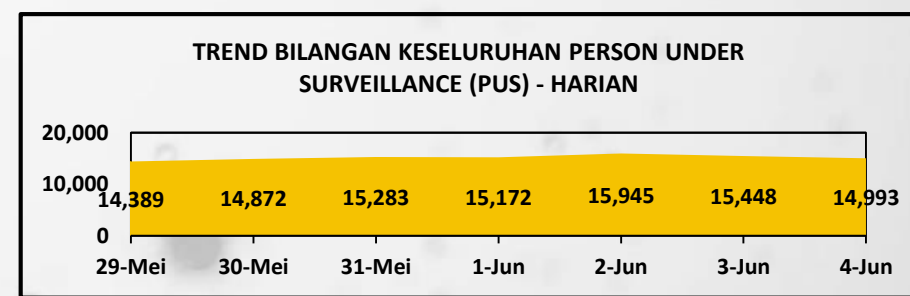 TREND BILANGAN KESELURUHAN PERSON UNDER
SURVEILLANCE (PUS) - HARIAN
20,000
10,000
14,389 14,872 15,283 15,172 15,945 15,448 14,993
0
29-Mei 30-Mei 31-Mei 1-Jun 2-Jun 3-Jun 4-Jun